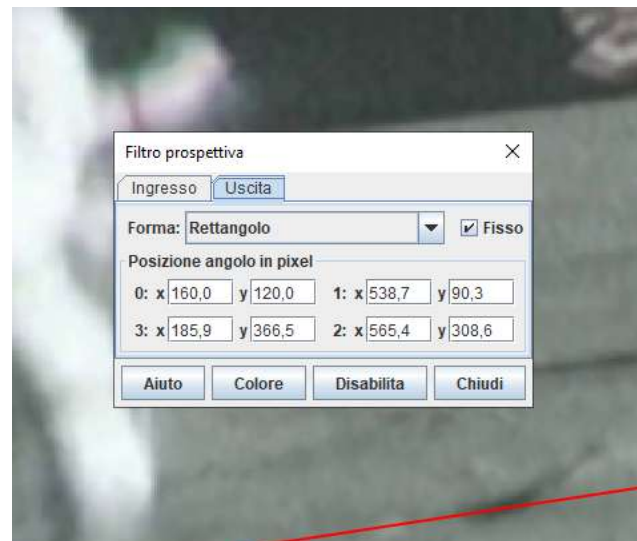 Filtro prospettiva
Ingresso Uscita
Forma: Rettangolo Fisso
Posizione angolo in pixel
0: x 160,0 y 120,0 1: x 538,7 y 90,3
3: x 185,9 y 366,5 2: x 565,4 y 308,6
Aiuto Colore Disabilita Chiudi